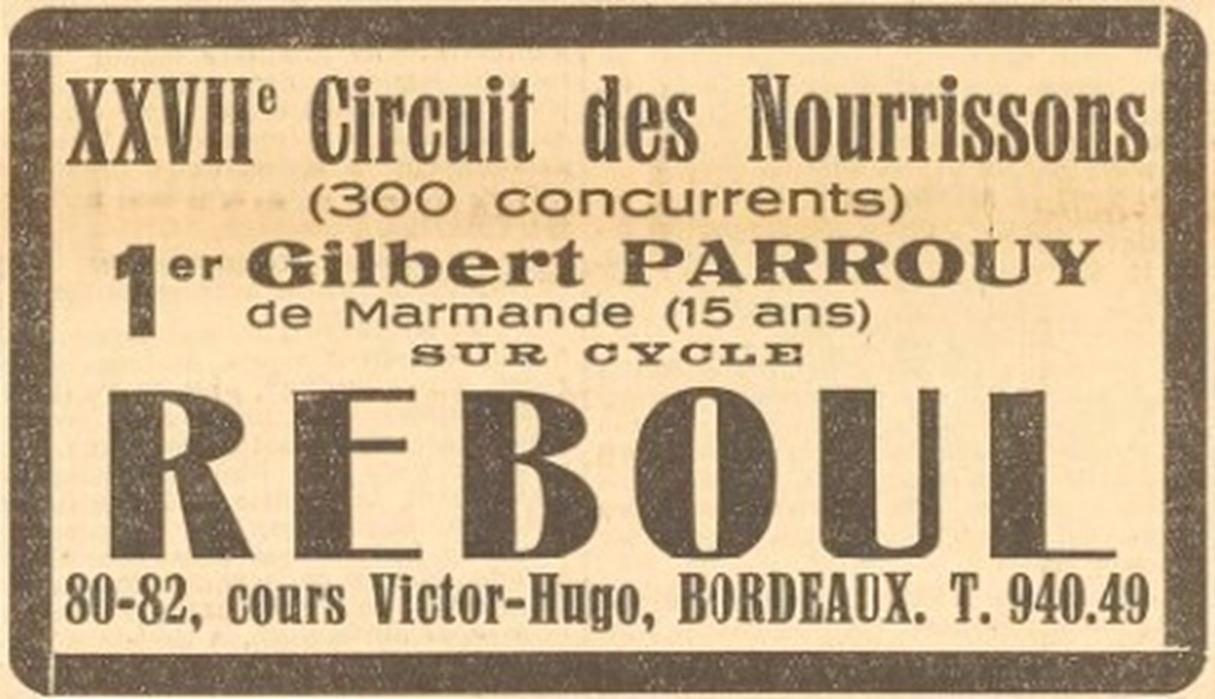 XXVIIe Circuit des Nourrissons
(300 concurrents)
1er Gilbert PARROUY
de Marmande (15 ans)
SUR CYCLE
REBOUL
80-82, cours Victor-Hugo, BORDEAUX. T. 940.49